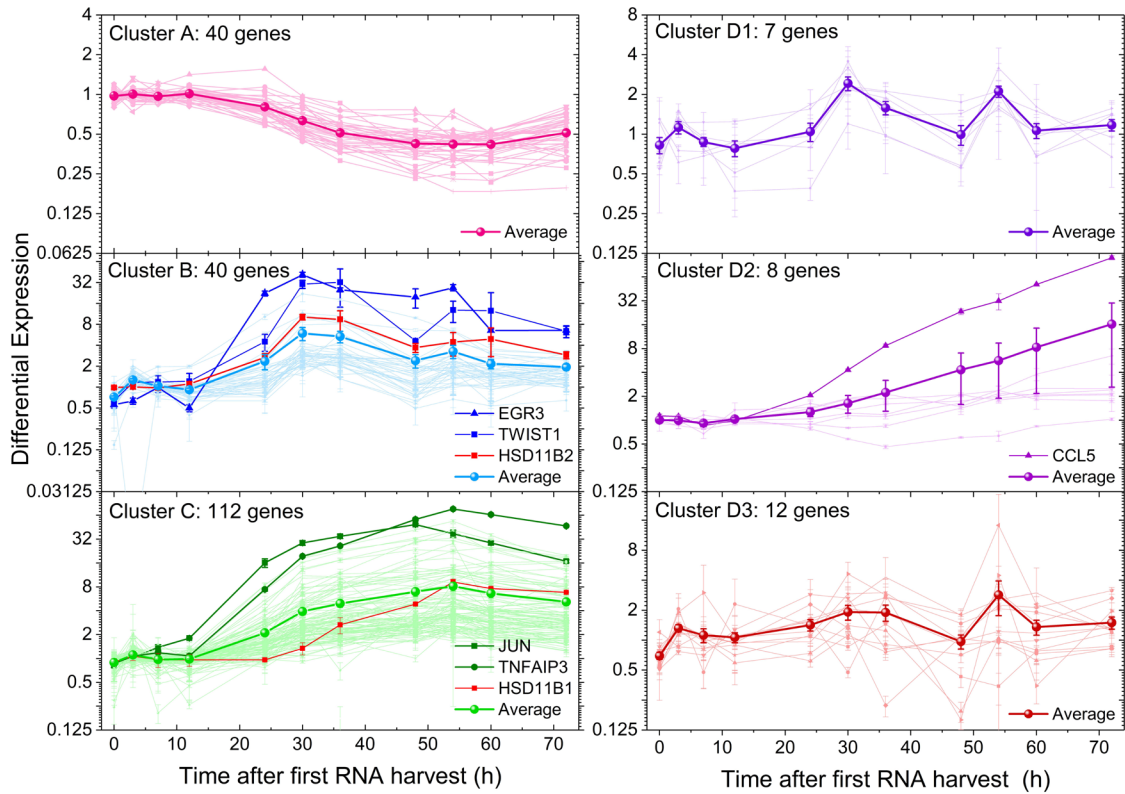 Differential Expression
Cluster A: 40 genes
4
1
0.5
0.25
0.125
0.0625
Average
Cluster B: 40 genes
32
8
2
0.5
0.125
0.03125
EGR3
TWIST1
HSD11B2
Average
Cluster C: 112 genes
32
8
2
0.5
0.125
JUN
TNFAIP3
HSD11B1
Average
0 10 20 30 40 50 60 70
Time after first RNA harvest (h)
Cluster D1: 7 genes
8
4
2
1
0.5
0.25
0.125
Average
Cluster D2: 8 genes
32
8
2
0.5
0.125
CCL5
Average
Cluster D3: 12 genes
8
2
0.5
0.125
Average
0 10 20 30 40 50 60 70
Time after first RNA harvest (h)